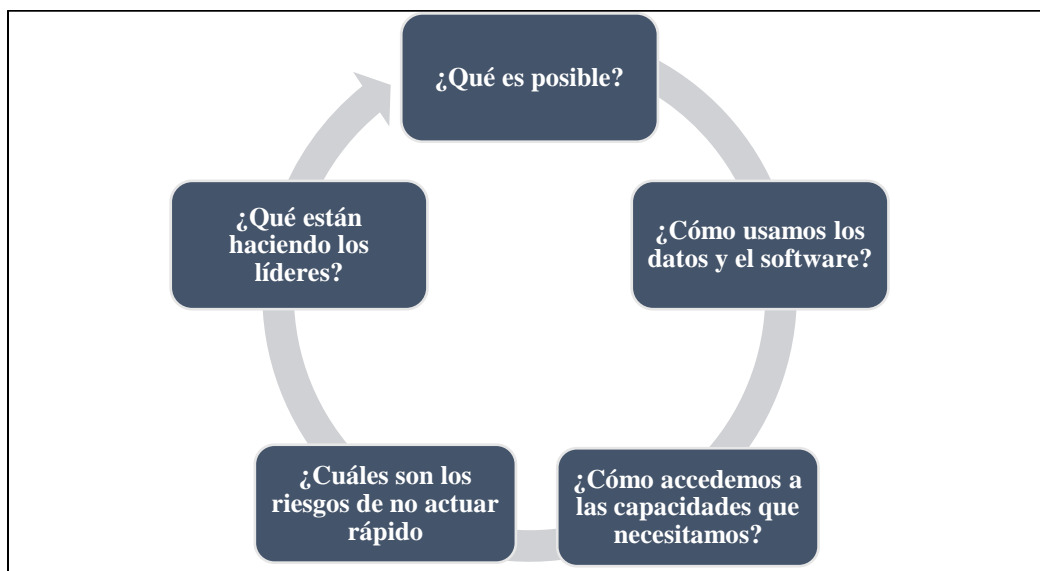 ¿Qué es posible?
¿Cómo usamos los
datos y el software?
¿Cómo accedemos a
las capacidades que
necesitamos?
¿Cuáles son los
riesgos de no actuar
rápido
¿Qué están
haciendo los
líderes?